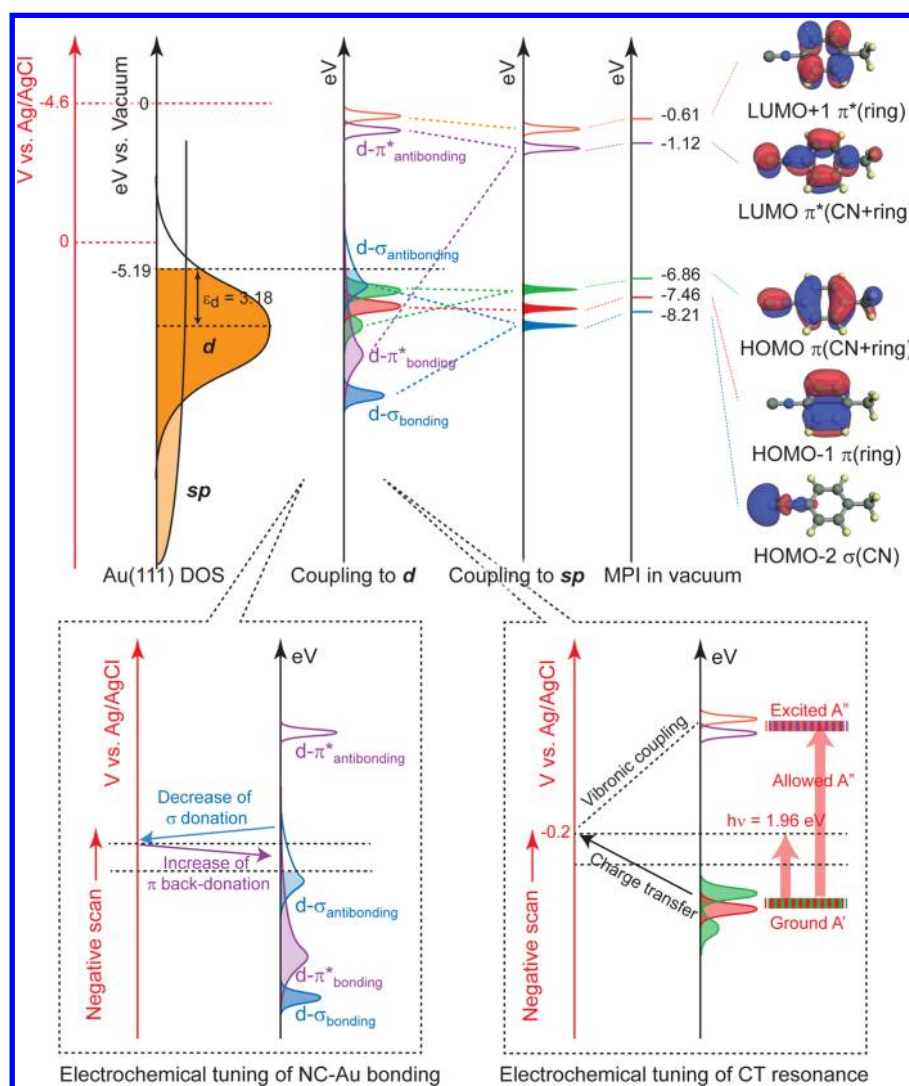 V vs. Ag/AgCl
-4.6
0
eV vs. Vacuum
0
-5.19
εd = 3.18
d
sp
Au(111) DOS
eV
d-π*antibonding
d-σantibonding
d-π*bonding
d-σbonding
Coupling to d
eV
Coupling to sp
eV
-0.61
-1.12
-6.86
-7.46
-8.21
MPI in vacuum
LUMO+1 π*(ring)
LUMO π*(CN+ring
HOMO π(CN+ring)
HOMO-1 π(ring)
HOMO-2 σ(CN)
V vs. Ag/AgCl
Negative scan
eV
d-π*antibonding
Decrease of
σ donation
Increase of
π back-donation
d-σantibonding
d-π*bonding
d-σbonding
Electrochemical tuning of NC-Au bonding
V vs. Ag/AgCl
-0.2
Negative scan
eV
Vibronic coupling
Charge transfer
Excited A"
Allowed A"
hν = 1.96 eV
Ground A'
Electrochemical tuning of CT resonance